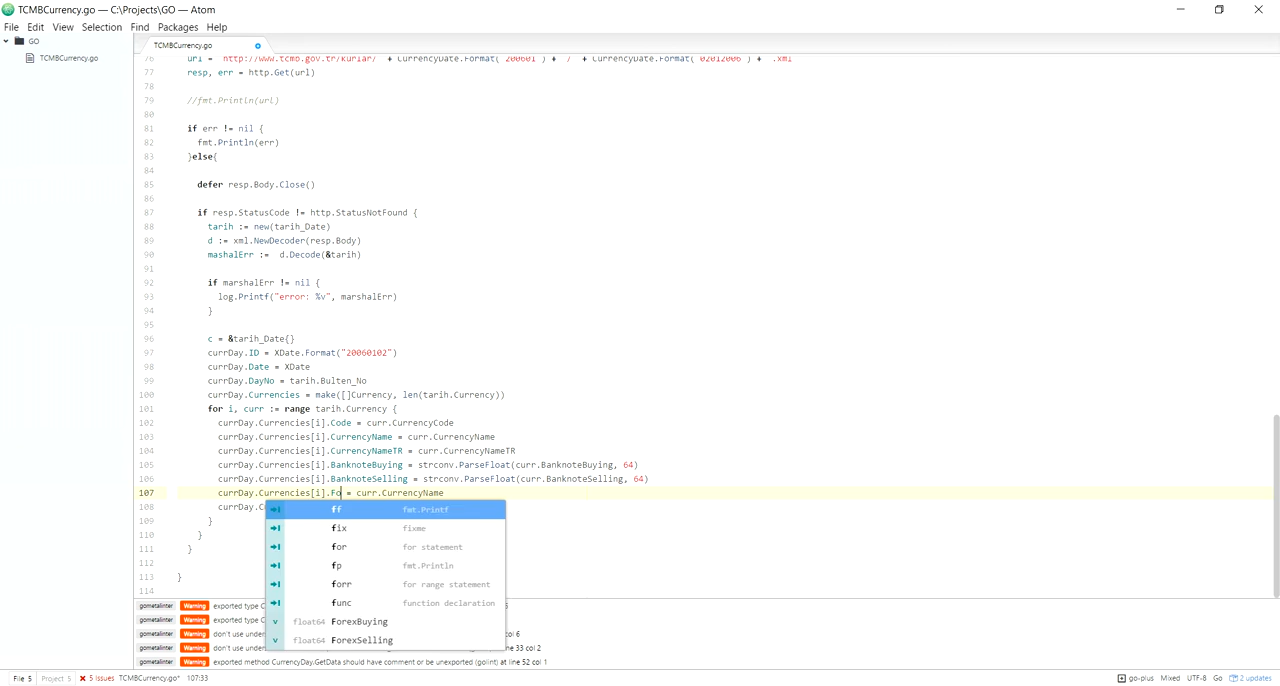 TCMBCurrency.go — C:\Projects\GO — Atom
File Edit View Selection Find Packages Help
GO
TCMBCurrency.go
TCMBCurrency.go
76 url = "http://www.tcmb.gov.tr/kurlar/" + CurrencyDate.Format("200601") + "/" + CurrencyDate.Format("02012006") + ".xml"
77 resp, err = http.Get(url)
78
79 //fmt.Println(url)
80
81 if err != nil {
82 fmt.Println(err)
83 }else{
84
85 defer resp.Body.Close()
86
87 if resp.StatusCode != http.StatusNotFound {
88 tarih := new(tarih_Date)
89 d := xml.NewDecoder(resp.Body)
90 mashalErr := d.Decode(&tarih)
91
92 if marshalErr != nil {
93 log.Printf("error: %v", marshalErr)
94 }
95
96 c = &tarih_Date{}
97 currDay.ID = XDate.Format("20060102")
98 currDay.Date = XDate
99 currDay.DayNo = tarih.Bulten_No
100 currDay.Currencies = make([]Currency, len(tarih.Currency))
101 for i, curr := range tarih.Currency {
102 currDay.Currencies[i].Code = curr.CurrencyCode
103 currDay.Currencies[i].CurrencyName = curr.CurrencyName
104 currDay.Currencies[i].CurrencyNameTR = curr.CurrencyNameTR
105 currDay.Currencies[i].BanknoteBuying = strconv.ParseFloat(curr.BanknoteBuying, 64)
106 currDay.Currencies[i].BanknoteSelling = strconv.ParseFloat(curr.BanknoteSelling, 64)
107 currDay.Currencies[i].Fo = curr.CurrencyName
108 currDay.C
109 }
110 }
111 }
112
113 }
114
ff fmt.Printf
fix fixme
for for statement
fp fmt.Println
forr for range statement
func function declaration
float64 ForexBuying
float64 ForexSelling
gometalinter Warning exported type C
gometalinter Warning exported type C
gometalinter Warning don't use under col 6
gometalinter Warning don't use under line 33 col 2
gometalinter Warning exported method CurrencyDay.GetData should have comment or be unexported (golint) at line 52 col 1
File 5 Project 5 5 Issues TCMBCurrency.go* 107:33 go-plus Mixed UTF-8 Go 2 updates